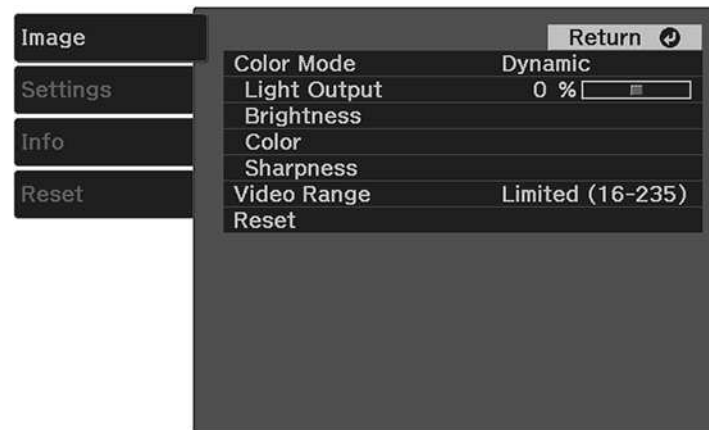 Image
Settings
Info
Reset
Return
Color Mode Dynamic
Light Output 0 %
Brightness
Color
Sharpness
Video Range Limited (16-235)
Reset